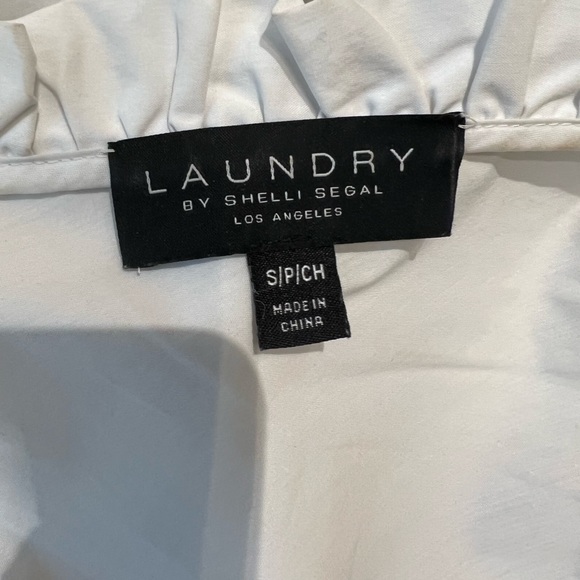 LAUNDRY
BY SHELLI SEGAL
LOS ANGELES
S/P/CH
MADE IN
CHINA